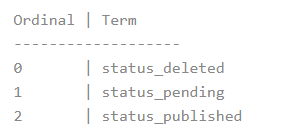 Ordinal | Term
-------------------
0 | status_deleted
1 | status_pending
2 | status_published